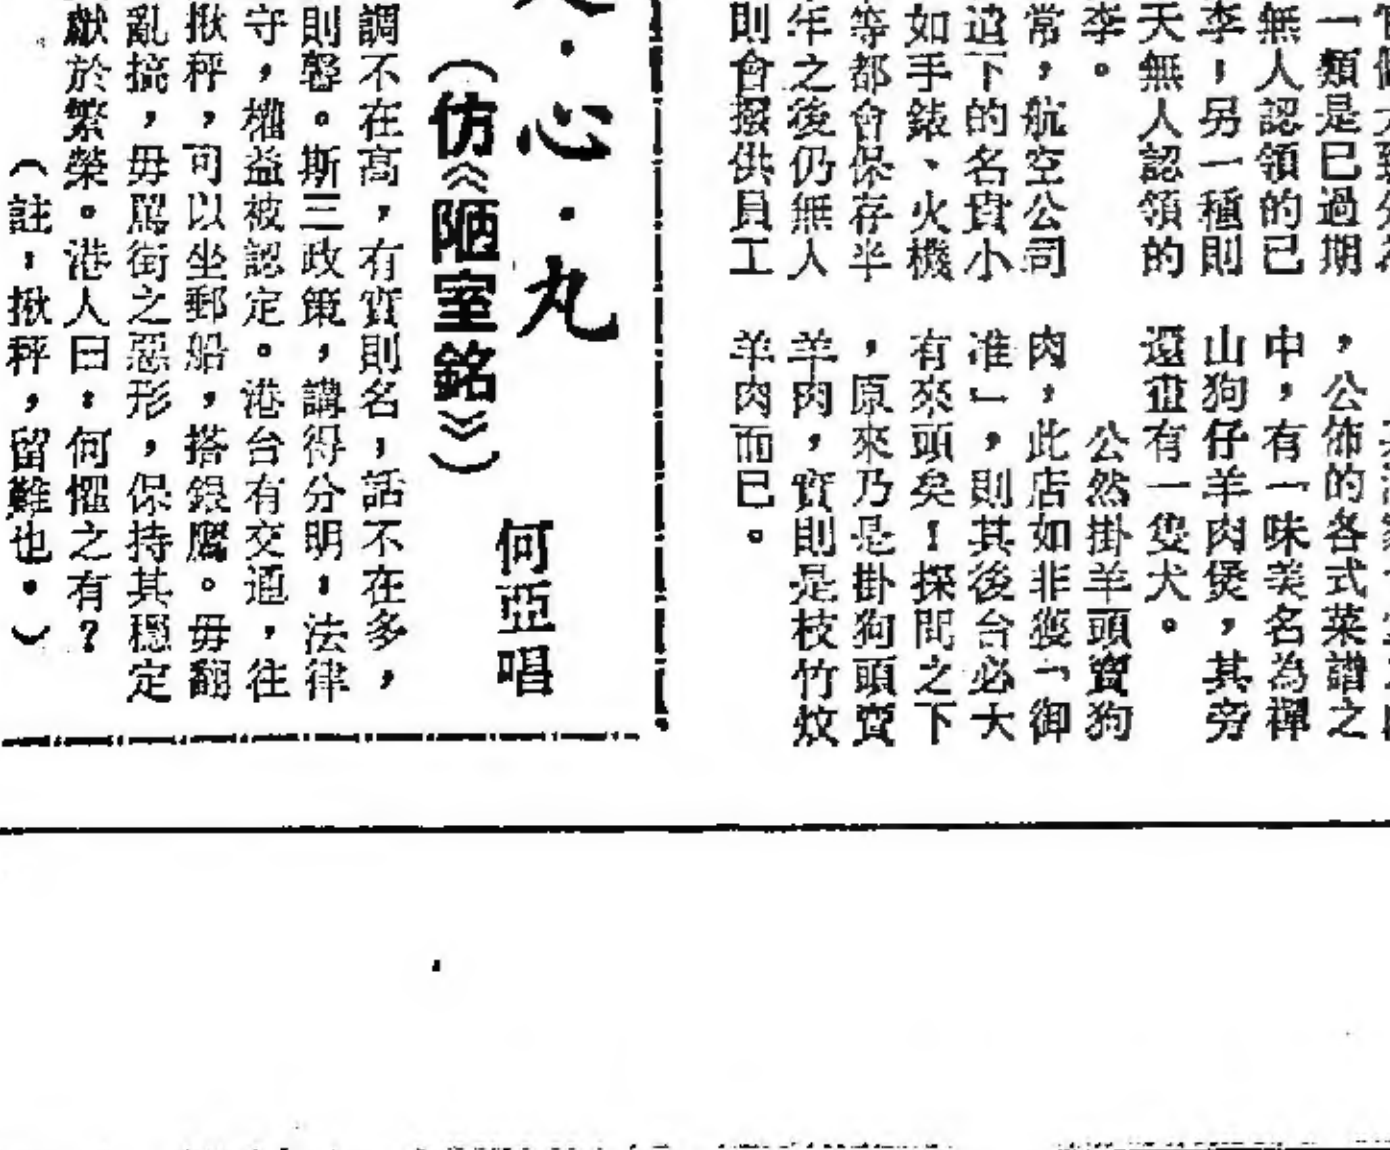 一類是已過期
無人認領的已
李，另一種則
天無人認領的
李。
常，航空公司
這下的名貴小
如手錶、火機
等都會保存半
年之後仍無人
則會撥供員工
，公佈的各式菜譜之
中，有一味美名為禪
山狗仔羊肉煲，其旁
還畫有一隻犬。
公然掛羊頭賣狗
肉，此店如非獲「御
准」，則其後台必大
有來頭矣！探問之下
，原來乃是掛狗頭賣
羊肉，實則是枝竹炆
羊肉而已。
・心・丸
（仿《陋室銘》）
何亞唱
調不在高，有實則名，話不在多，
則馨。斯三政策，講得分明，法律
守，權益被認定。港台有交通，往
揪秤，可以坐郵船，搭銀鷹。毋翻
亂搞，毋罵街之惡形，保持其穩定
獻於繁榮。港人曰：何懼之有？
（註，揪秤，留難也。）